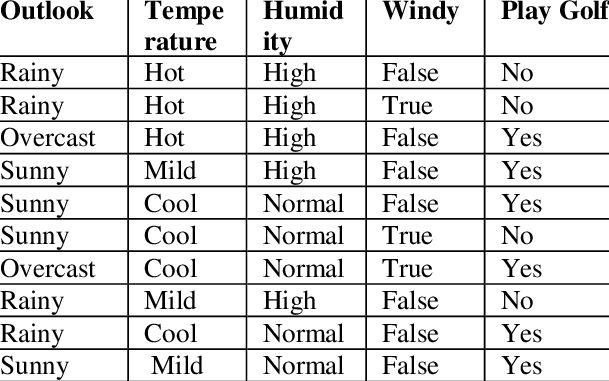 Outlook Tempe Humid Windy Play Golf
rature ity
Rainy Hot High False No
Rainy Hot High True No
Overcast Hot High False Yes
Sunny Mild High False Yes
Sunny Cool Normal False Yes
Sunny Cool Normal True No
Overcast Cool Normal True Yes
Rainy Mild High False No
Rainy Cool Normal False Yes
Sunny Mild Normal False Yes